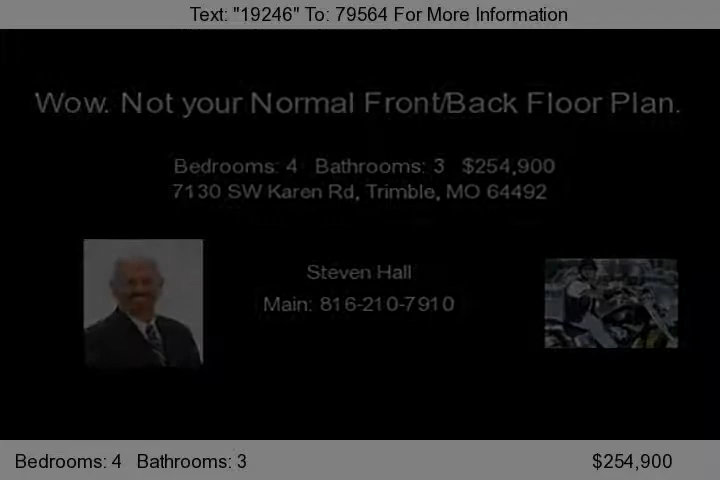 Text: "19246" To: 79564 For More Information
Wow. Not your Normal Front/Back Floor Plan.
Bedrooms: 4 Bathrooms: 3 $254,900
7130 SW Karen Rd, Trimble, MO 64492
Steven Hall
Main: 816-210-7910
Bedrooms: 4 Bathrooms: 3 $254,900